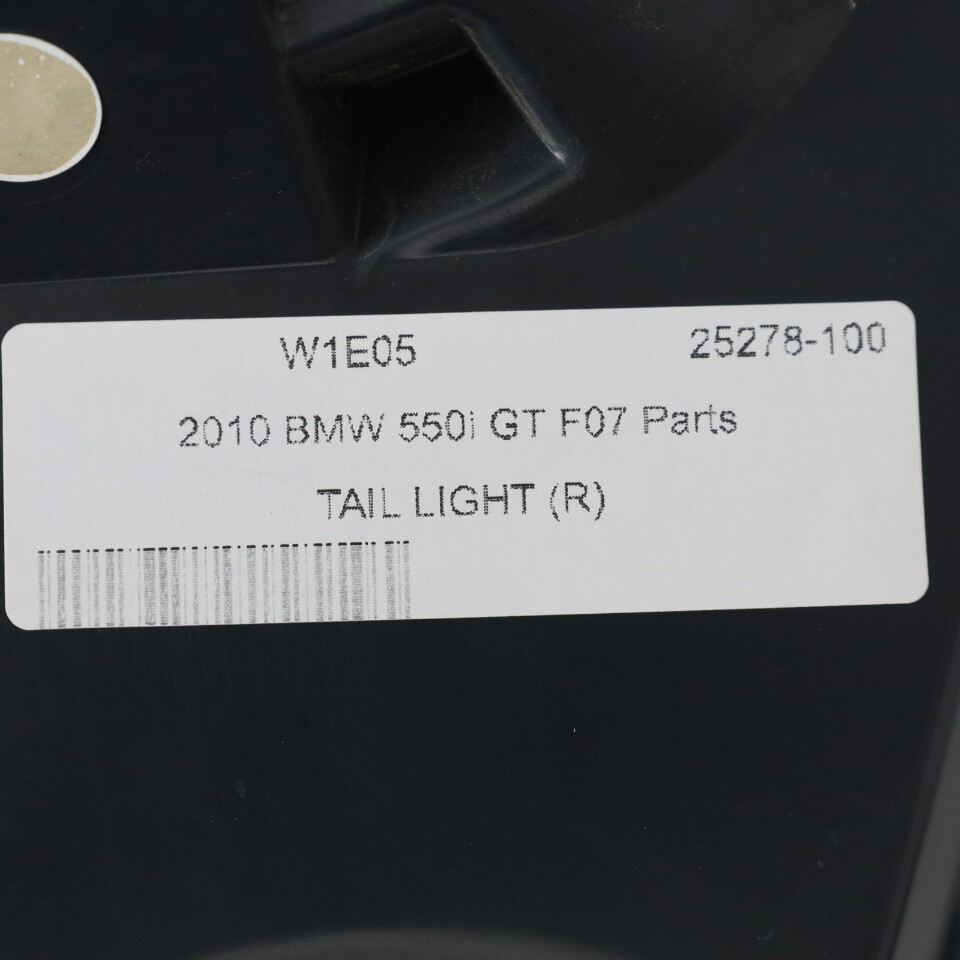 W1E05 25278-100
2010 BMW 550i GT F07 Parts
TAIL LIGHT (R)